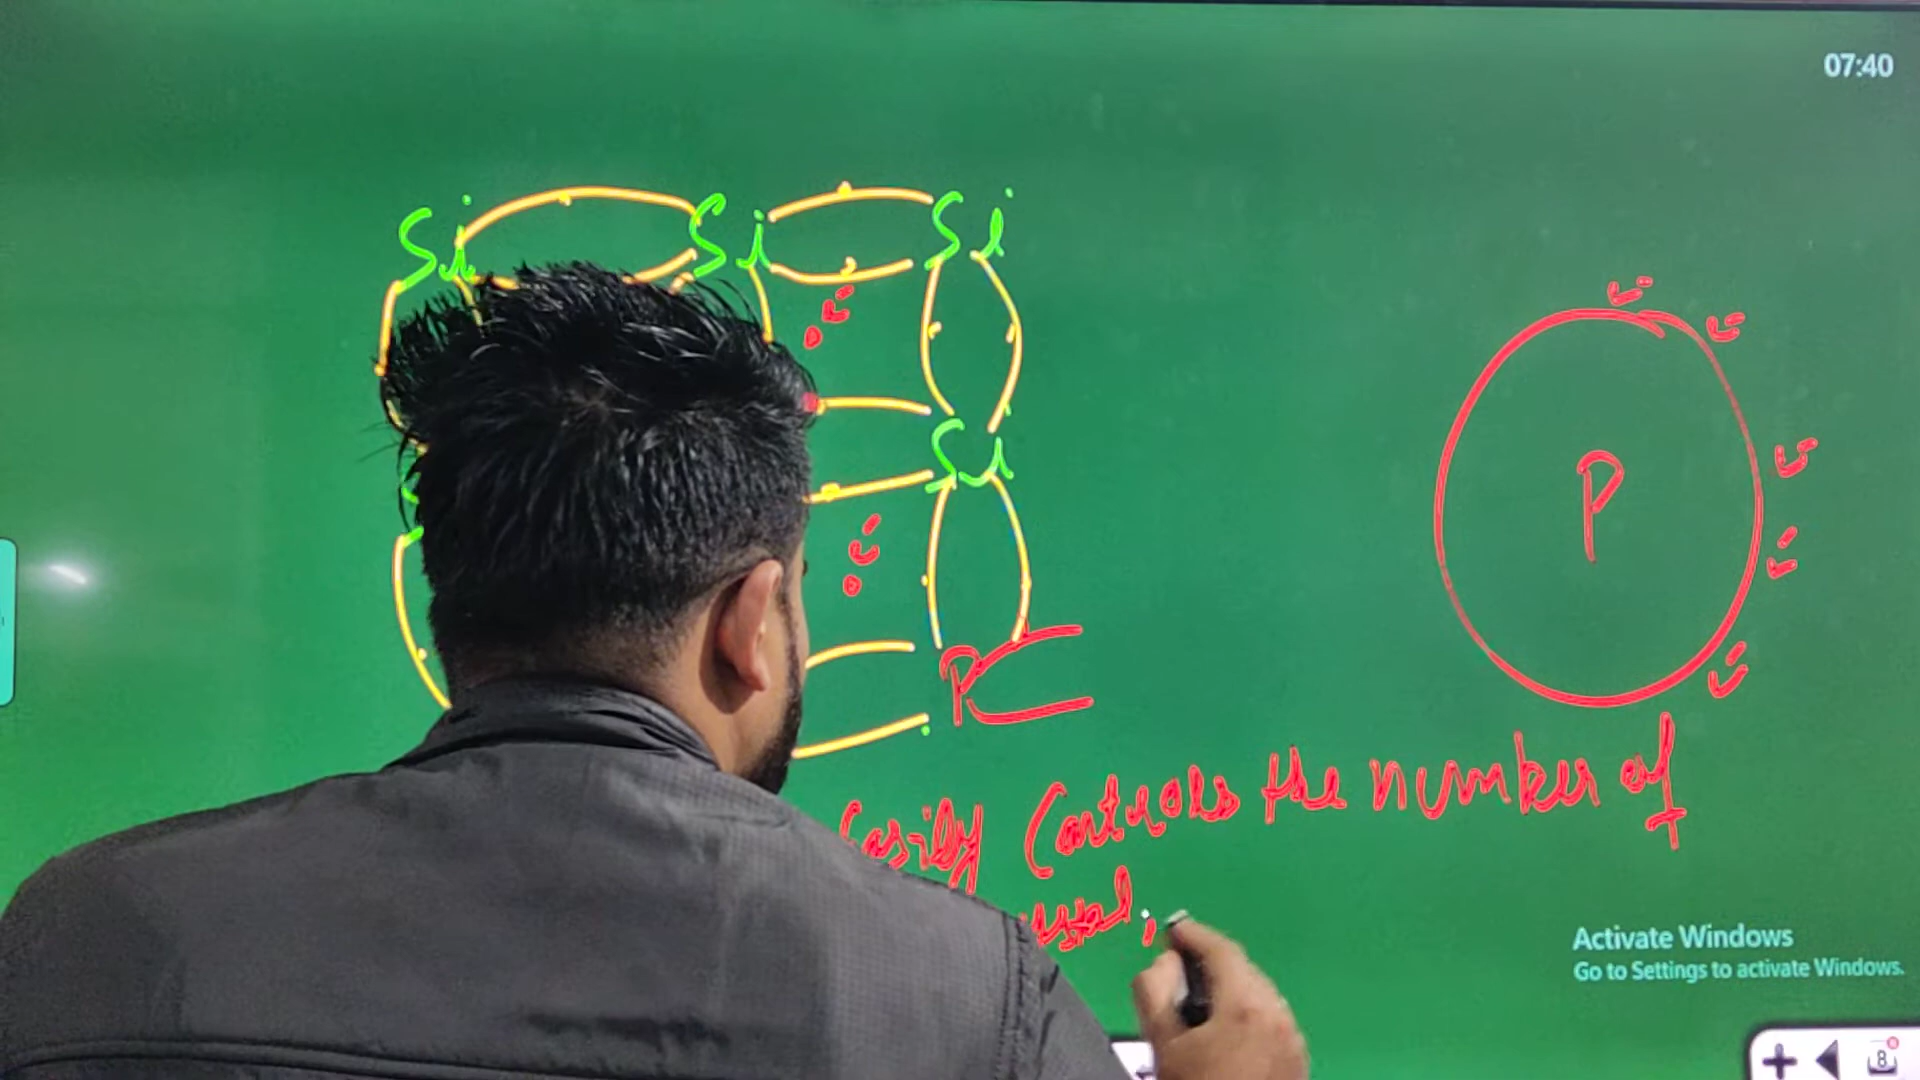 07:40
Si Si Si
e-
Si
e-
P
e-
e-
e-
P
e-
e-
Easily Controls the number of
Activate Windows
Go to Settings to activate Windows.
8